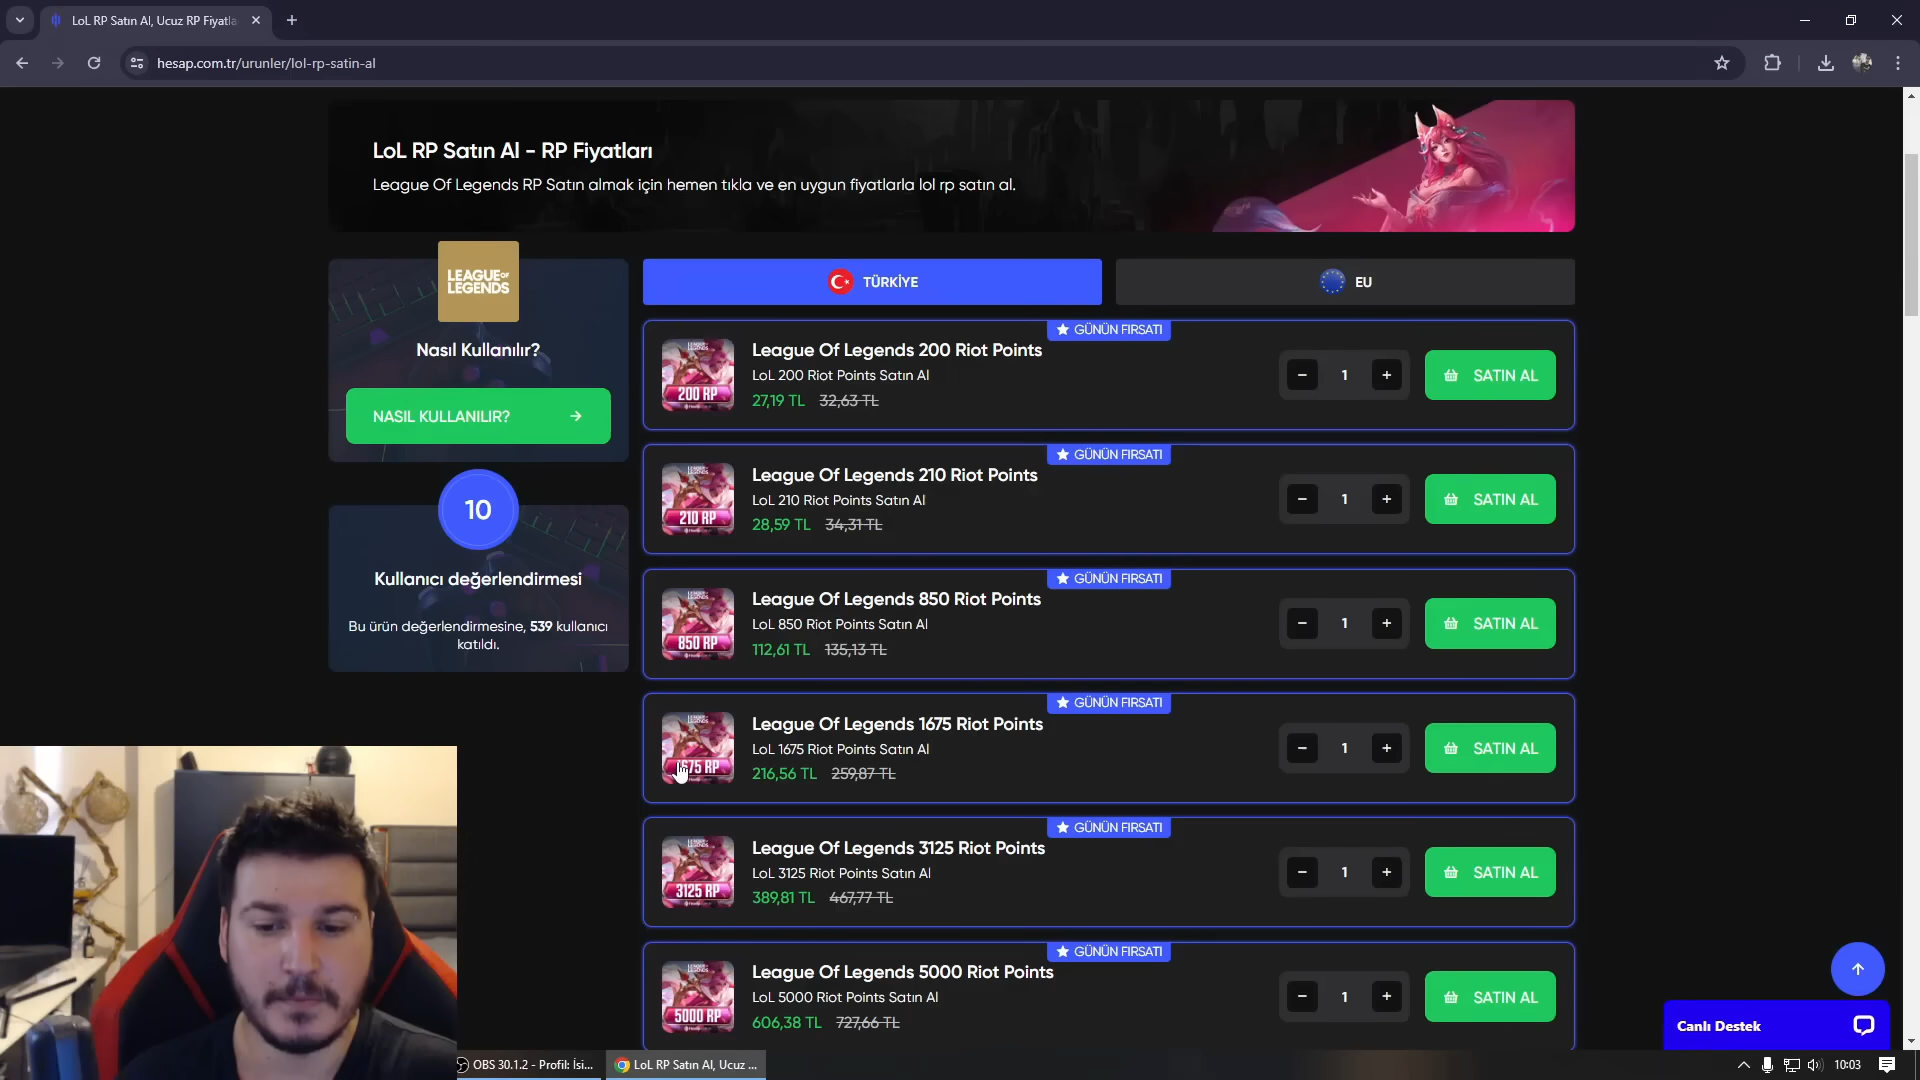 LoL RP Satın Al, Ucuz RP Fiyatla
hesap.com.tr/urunler/lol-rp-satin-al
LoL RP Satın Al - RP Fiyatları
League Of Legends RP Satın almak için hemen tıkla ve en uygun fiyatlarla lol rp satın al.
LEAGUE OF
LEGENDS
Nasıl Kullanılır?
NASIL KULLANILIR?
10
Kullanıcı değerlendirmesi
Bu ürün değerlendirmesine, 539 kullanıcı
katıldı.
TÜRKİYE
EU
GÜNÜN FIRSATI
League Of Legends 200 Riot Points
LoL 200 Riot Points Satın Al
27,19 TL 32,63 TL
200 RP
1
SATIN AL
GÜNÜN FIRSATI
League Of Legends 210 Riot Points
LoL 210 Riot Points Satın Al
28,59 TL 34,31 TL
210 RP
1
SATIN AL
GÜNÜN FIRSATI
League Of Legends 850 Riot Points
LoL 850 Riot Points Satın Al
112,61 TL 135,13 TL
850 RP
1
SATIN AL
GÜNÜN FIRSATI
League Of Legends 1675 Riot Points
LoL 1675 Riot Points Satın Al
216,56 TL 259,87 TL
1
SATIN AL
GÜNÜN FIRSATI
League Of Legends 3125 Riot Points
LoL 3125 Riot Points Satın Al
389,81 TL 467,77 TL
3125 RP
1
SATIN AL
GÜNÜN FIRSATI
League Of Legends 5000 Riot Points
LoL 5000 Riot Points Satın Al
606,38 TL 727,66 TL
5000 RP
1
SATIN AL
Canlı Destek
OBS 30.1.2 - Profil: İsi...
LoL RP Satın Al, Ucuz ...
10:03